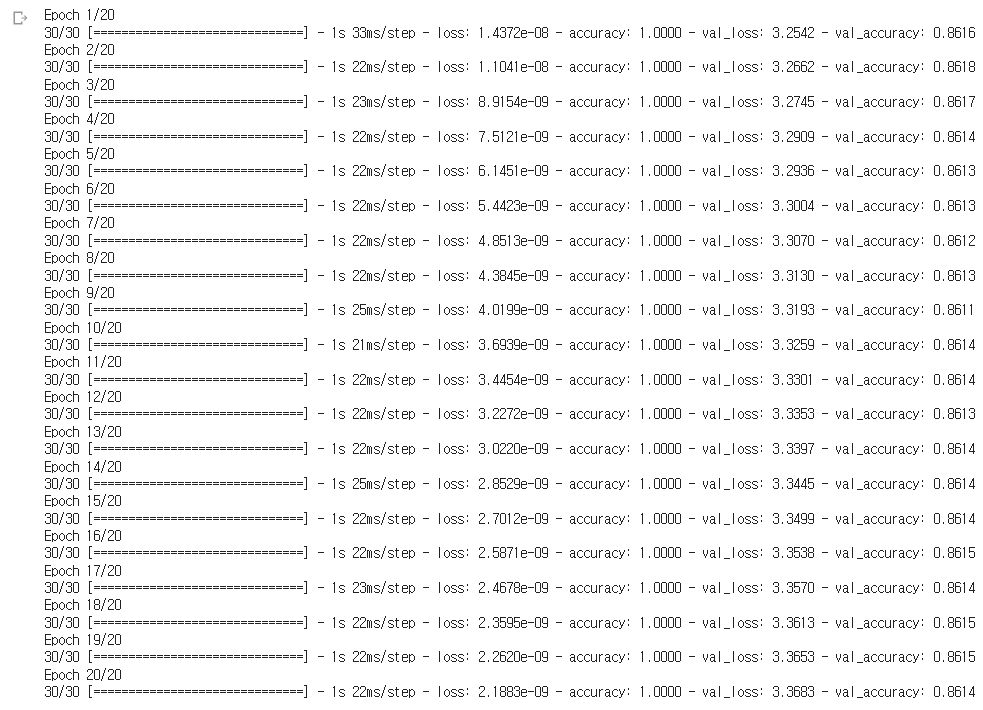 Epoch 1/20
30/30 [==============================] - 1s 33ms/step - loss: 1.4372e-08 - accuracy: 1.0000 - val_loss: 3.2542 - val_accuracy: 0.8616
Epoch 2/20
30/30 [==============================] - 1s 22ms/step - loss: 1.1041e-08 - accuracy: 1.0000 - val_loss: 3.2662 - val_accuracy: 0.8618
Epoch 3/20
30/30 [==============================] - 1s 23ms/step - loss: 8.9154e-09 - accuracy: 1.0000 - val_loss: 3.2745 - val_accuracy: 0.8617
Epoch 4/20
30/30 [==============================] - 1s 22ms/step - loss: 7.5121e-09 - accuracy: 1.0000 - val_loss: 3.2909 - val_accuracy: 0.8614
Epoch 5/20
30/30 [==============================] - 1s 22ms/step - loss: 6.1451e-09 - accuracy: 1.0000 - val_loss: 3.2936 - val_accuracy: 0.8613
Epoch 6/20
30/30 [==============================] - 1s 22ms/step - loss: 5.4423e-09 - accuracy: 1.0000 - val_loss: 3.3004 - val_accuracy: 0.8613
Epoch 7/20
30/30 [==============================] - 1s 22ms/step - loss: 4.8513e-09 - accuracy: 1.0000 - val_loss: 3.3070 - val_accuracy: 0.8612
Epoch 8/20
30/30 [==============================] - 1s 22ms/step - loss: 4.3845e-09 - accuracy: 1.0000 - val_loss: 3.3130 - val_accuracy: 0.8613
Epoch 9/20
30/30 [==============================] - 1s 25ms/step - loss: 4.0199e-09 - accuracy: 1.0000 - val_loss: 3.3193 - val_accuracy: 0.8611
Epoch 10/20
30/30 [==============================] - 1s 21ms/step - loss: 3.6939e-09 - accuracy: 1.0000 - val_loss: 3.3259 - val_accuracy: 0.8614
Epoch 11/20
30/30 [==============================] - 1s 22ms/step - loss: 3.4454e-09 - accuracy: 1.0000 - val_loss: 3.3301 - val_accuracy: 0.8614
Epoch 12/20
30/30 [==============================] - 1s 22ms/step - loss: 3.2272e-09 - accuracy: 1.0000 - val_loss: 3.3353 - val_accuracy: 0.8613
Epoch 13/20
30/30 [==============================] - 1s 22ms/step - loss: 3.0220e-09 - accuracy: 1.0000 - val_loss: 3.3397 - val_accuracy: 0.8614
Epoch 14/20
30/30 [==============================] - 1s 25ms/step - loss: 2.8529e-09 - accuracy: 1.0000 - val_loss: 3.3445 - val_accuracy: 0.8614
Epoch 15/20
30/30 [==============================] - 1s 22ms/step - loss: 2.7012e-09 - accuracy: 1.0000 - val_loss: 3.3499 - val_accuracy: 0.8614
Epoch 16/20
30/30 [==============================] - 1s 22ms/step - loss: 2.5871e-09 - accuracy: 1.0000 - val_loss: 3.3538 - val_accuracy: 0.8615
Epoch 17/20
30/30 [==============================] - 1s 23ms/step - loss: 2.4678e-09 - accuracy: 1.0000 - val_loss: 3.3570 - val_accuracy: 0.8614
Epoch 18/20
30/30 [==============================] - 1s 22ms/step - loss: 2.3595e-09 - accuracy: 1.0000 - val_loss: 3.3613 - val_accuracy: 0.8615
Epoch 19/20
30/30 [==============================] - 1s 22ms/step - loss: 2.2620e-09 - accuracy: 1.0000 - val_loss: 3.3653 - val_accuracy: 0.8615
Epoch 20/20
30/30 [==============================] - 1s 22ms/step - loss: 2.1883e-09 - accuracy: 1.0000 - val_loss: 3.3683 - val_accuracy: 0.8614